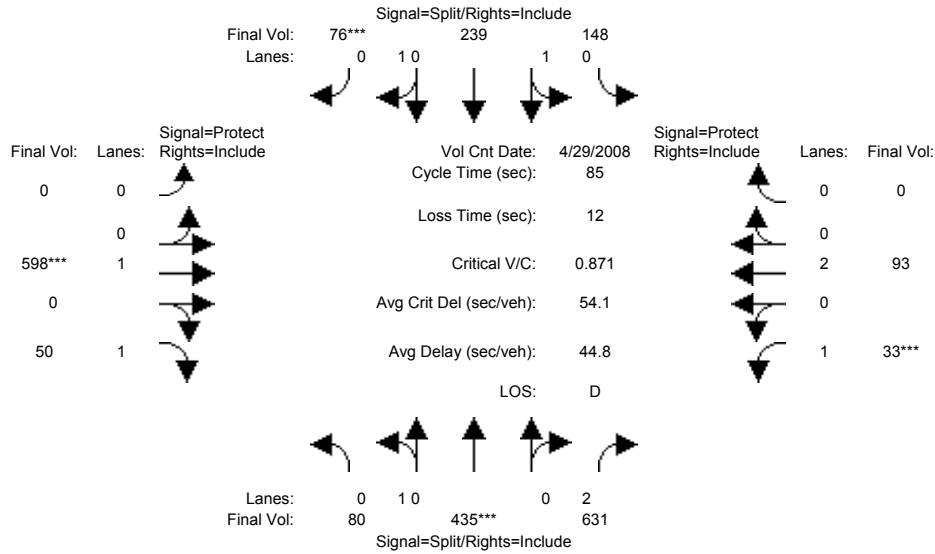 Signal=Split/Rights=Include
Final Vol: 76*** 239 148
Lanes: 0 1 0 1 0
Signal=Protect Signal=Protect
Final Vol: Lanes: Rights=Include Vol Cnt Date: 4/29/2008 Rights=Include Lanes: Final Vol:
Cycle Time (sec): 85
0 0 0 0
Loss Time (sec): 12
0 0
598*** 1 Critical V/C: 0.871 2 93
0 Avg Crit Del (sec/veh): 54.1 0
50 1 Avg Delay (sec/veh): 44.8 1 33***
LOS: D
Lanes: 0 1 0 0 2
Final Vol: 80 435*** 631
Signal=Split/Rights=Include